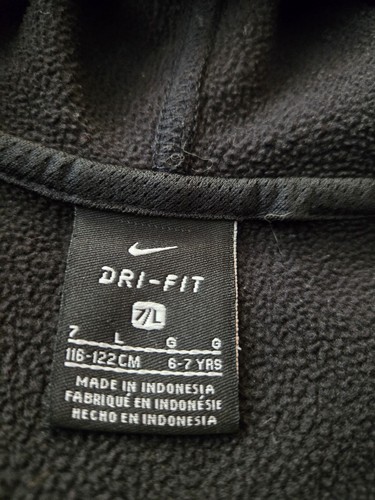 DRI-FIT
7/L
7 L G G
116-122CM 6-7 YRS
MADE IN INDONESIA
FABRIQUÉ EN INDONÉSIE
HECHO EN INDONESIA